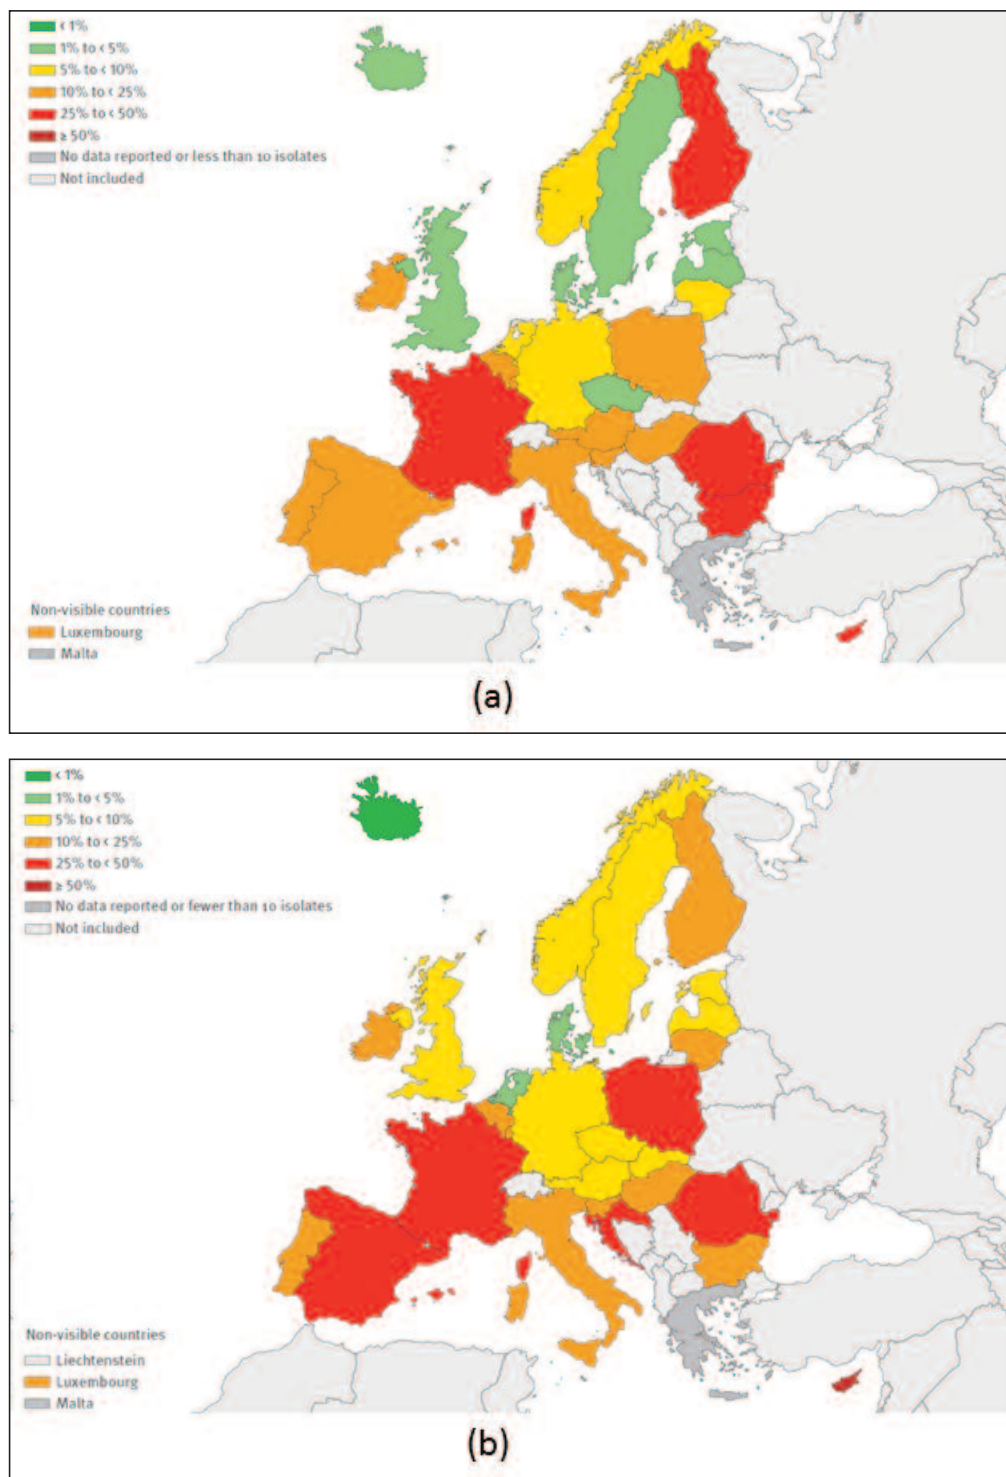 < 1%
1% to < 5%
5% to < 10%
10% to < 25%
25% to < 50%
≥ 50%
No data reported or less than 10 isolates
Not included
Non-visible countries
Luxembourg
Malta
(a)
< 1%
1% to < 5%
5% to < 10%
10% to < 25%
25% to < 50%
≥ 50%
No data reported or fewer than 10 isolates
Not included
Non-visible countries
Liechtenstein
Luxembourg
Malta
(b)